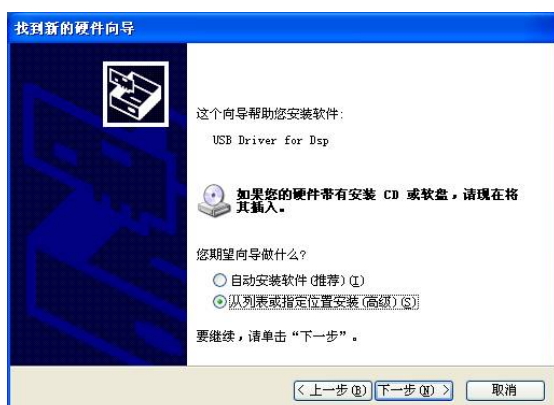 找到新的硬件向导
这个向导帮助您安装软件:
USB Driver for Dsp
如果您的硬件带有安装 CD 或软盘，请现在将
其插入。
您期望向导做什么?
自动安装软件(推荐)(I)
从列表或指定位置安装(高级)(S)
要继续，请单击“下一步”。
< 上一步(B) 下一步(N) > 取消